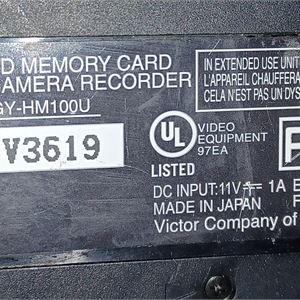 D MEMORY CARD
CAMERA RECORDER
GY-HM100U
V3619
UL
LISTED
VIDEO
EQUIPMENT
97EA
IN EXTENDED USE UNIT
L'APPAREIL CHAUFFERA
CELA N'EST PAS UN DYS
DC INPUT:11V 1A
MADE IN JAPAN
Victor Company of